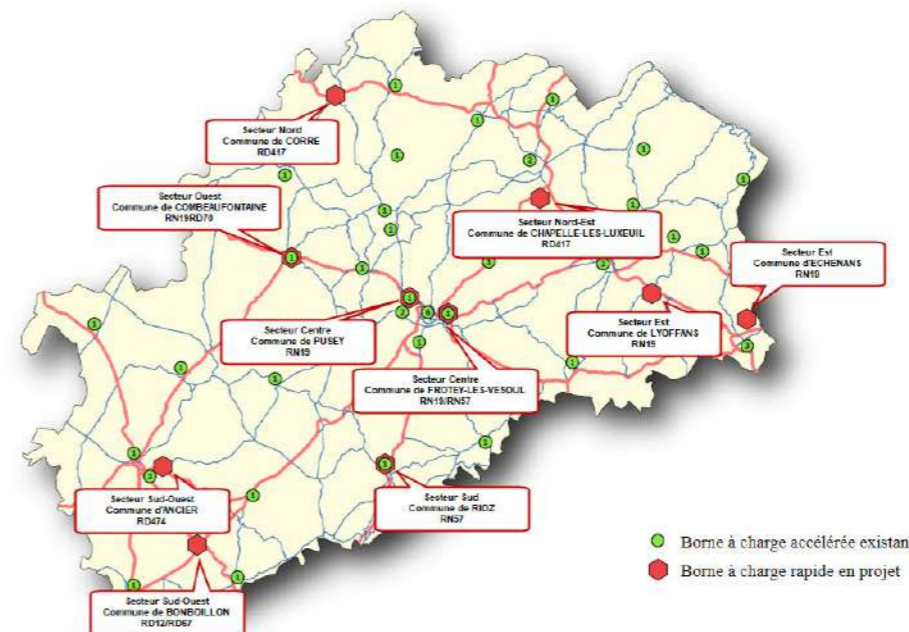 Secteur Nord
Commune de CORRE
RD417
Secteur Ouest
Commune de COMBEAUFONTAINE
RN19RD70
Secteur Nord-Est
Commune de CHAPELLE-LES-LUXEUIL
RD417
Secteur Est
Commune d'ECHENANS
RN19
Secteur Centre
Commune de PUSEY
RN19
Secteur Est
Commune de LYOFFANS
RN19
Secteur Centre
Commune de FROTEY-LES-VESOUL
RN19/RN57
Secteur Sud-Ouest
Commune d'ANCIER
RD474
Secteur Sud
Commune de RIOZ
RN57
Secteur Sud-Ouest
Commune de BONBOILLON
RD12/RD67
Borne à charge accélérée existan
Borne à charge rapide en projet